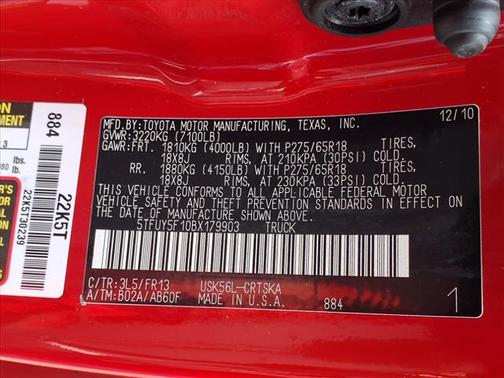 MFD.BY:TOYOTA MOTOR MANUFACTURING, TEXAS, INC. 12/10
GVWR:3220KG (7100LB)
GAWR:FRT. 1810KG (4000LB) WITH P275/65R18 TIRES,
18X8J RIMS, AT 210KPA (30PSI) COLD.
RR. 1880KG (4150LB) WITH P275/65R18 TIRES,
18X8J RIMS, AT 230KPA (33PSI) COLD.
THIS VEHICLE CONFORMS TO ALL APPLICABLE FEDERAL MOTOR
VEHICLE SAFETY AND THEFT PREVENTION STANDARDS IN EFFECT ON
THE DATE OF MANUFACTURE SHOWN ABOVE.
5TFUY5F10BX179903 TRUCK
C/TR:3L5/FR13 USK56L-CRTSKA
A/TM:B02A/AB60F MADE IN U.S.A. 884 1
884
22K5T
22K5T30239
lbs.